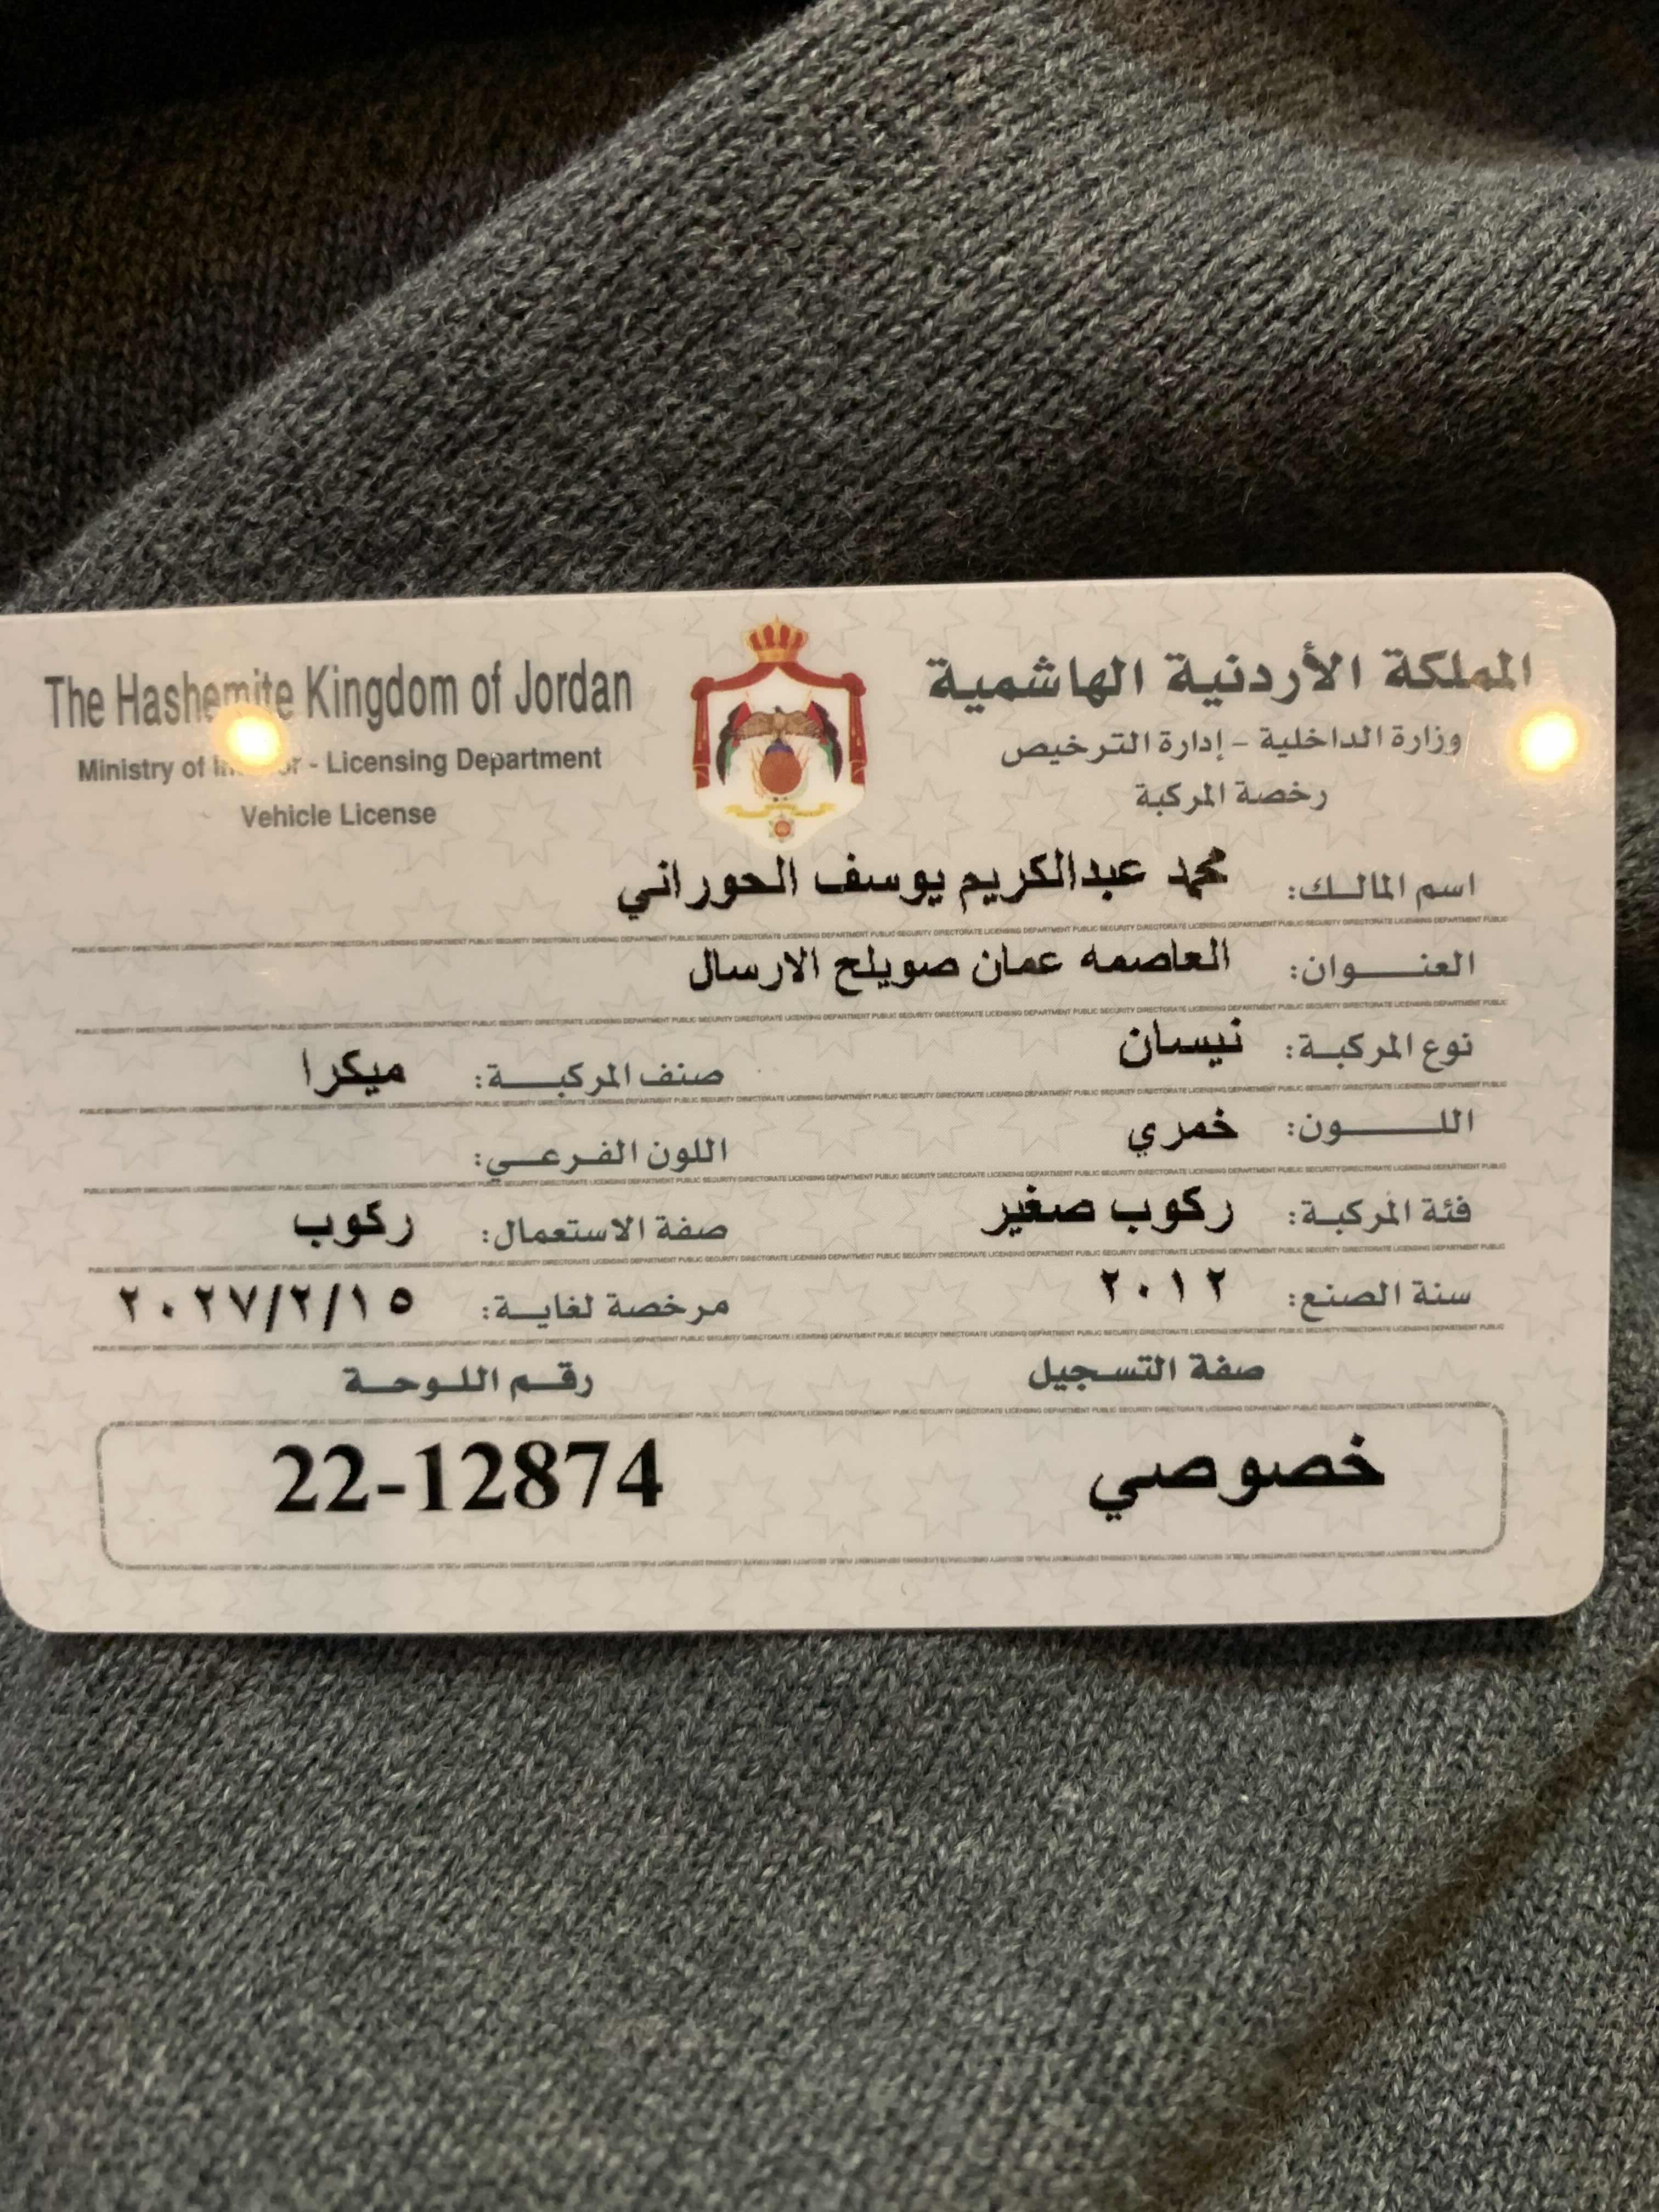 المملكة الأردنية الهاشمية
The Hashemite Kingdom of Jordan
وزارة الداخلية - إدارة الترخيص
Ministry of - Licensing Department
رخصة المركبة
Vehicle License
اسم المالك: محمد عبدالكريم يوسف الحوراني
العنوان: العاصمه عمان صويلح الارسال
نوع المركبة: نيسان صنف المركبة: ميكرا
اللون: خمري اللون الفرعي:
فئة المركبة: ركوب صغير صفة الاستعمال: ركوب
سنة الصنع: ٢٠١٢ مرخصة لغاية: ٢٠٢٧/٢/١٥
صفة التسجيل رقم اللوحة
خصوصي 22-12874